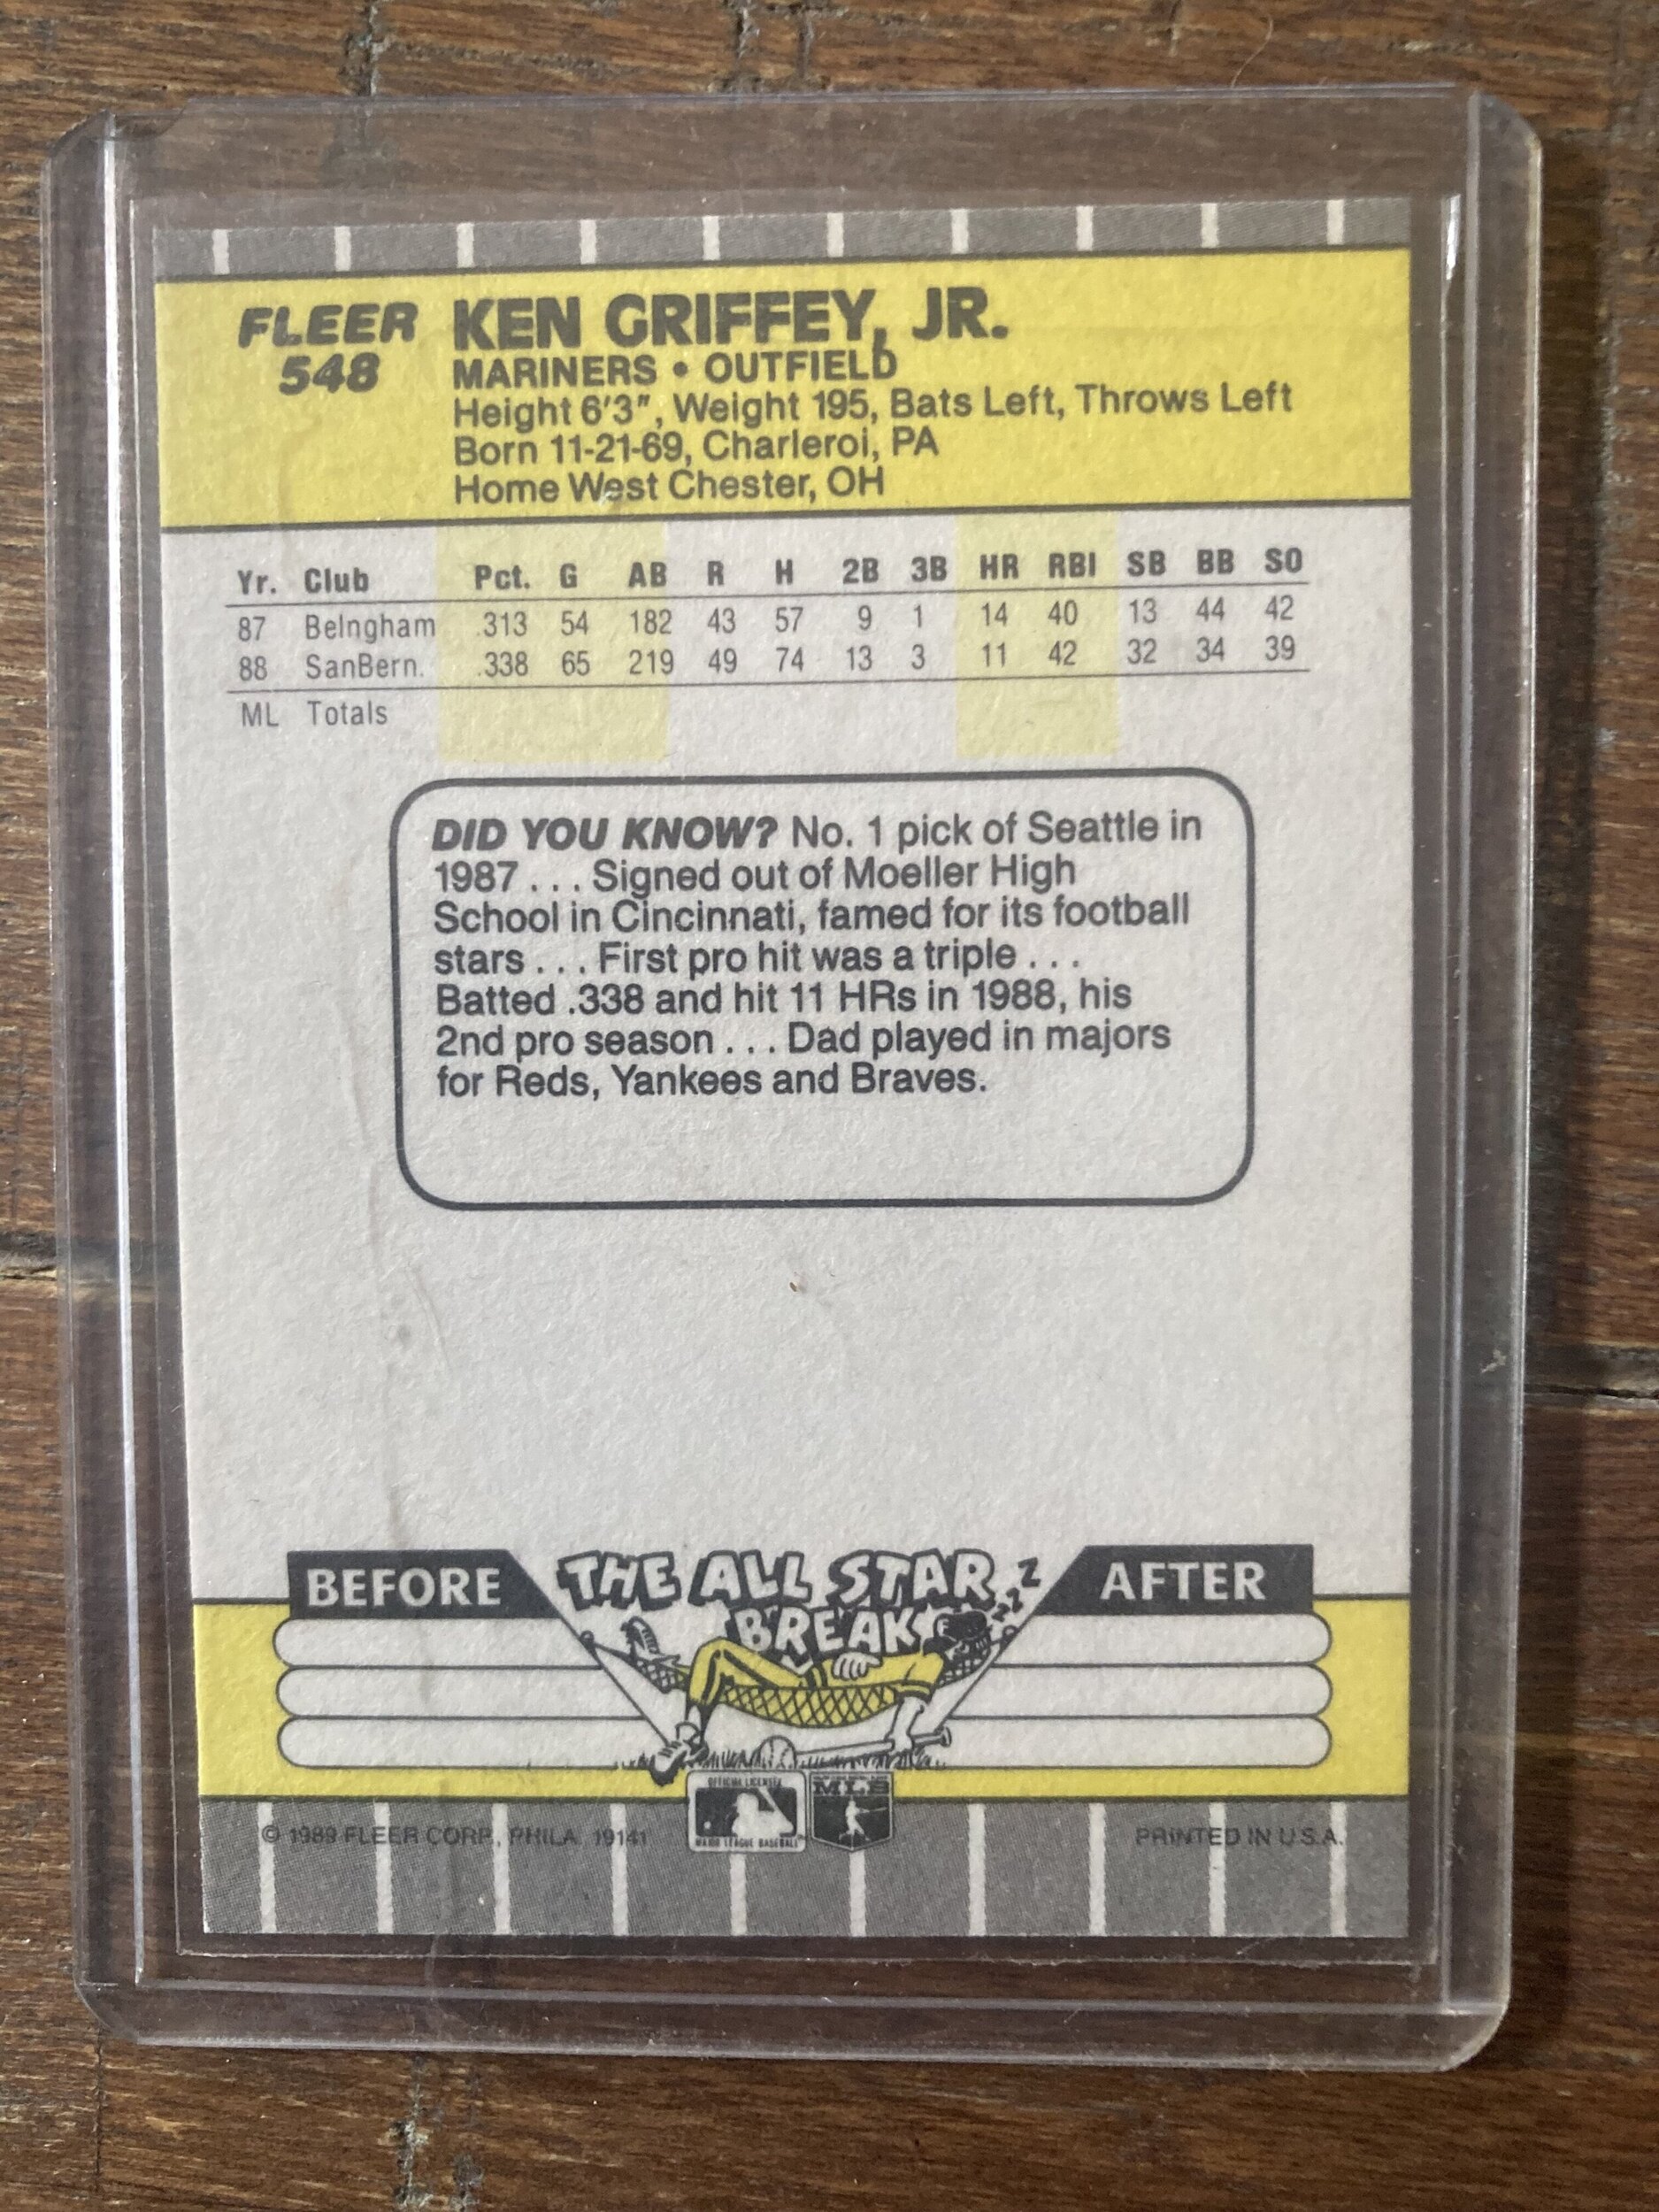 FLEER KEN GRIFFEY, JR.
548 MARINERS • OUTFIELD
Height 6'3", Weight 195, Bats Left, Throws Left
Born 11-21-69, Charleroi, PA
Home West Chester, OH
Yr. Club Pct. G AB R H 2B 3B HR RBI SB BB SO
87 Belngham .313 54 182 43 57 9 1 14 40 13 44 42
88 SanBern. .338 65 219 49 74 13 3 11 42 32 34 39
ML Totals
DID YOU KNOW? No. 1 pick of Seattle in
1987 . . . Signed out of Moeller High
School in Cincinnati, famed for its football
stars . . . First pro hit was a triple . . .
Batted .338 and hit 11 HRs in 1988, his
2nd pro season . . . Dad played in majors
for Reds, Yankees and Braves.
BEFORE THE ALL STAR AFTER
BREAK ZZZZ
OFFICIAL LICENSEE
MAJOR LEAGUE BASEBALL
© 1989 FLEER CORP., PHILA. 19141 PRINTED IN U.S.A.